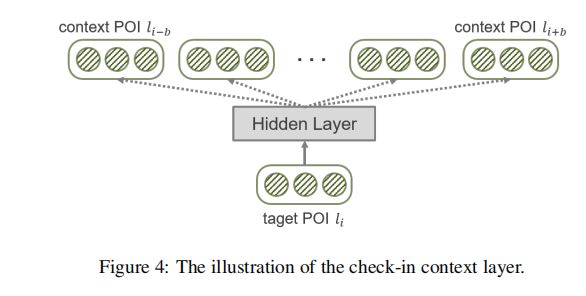 context POI l_{i-b} context POI l_{i+b}
. . .
Hidden Layer
taget POI l_i
Figure 4: The illustration of the check-in context layer.